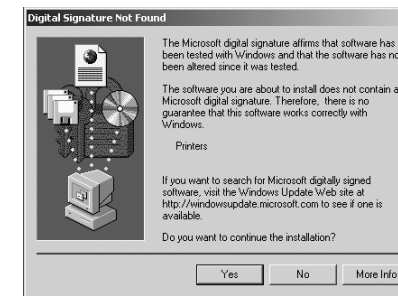 Digital Signature Not Found
The Microsoft digital signature affirms that software has
been tested with Windows and that the software has no
been altered since it was tested.
The software you are about to install does not contain a
Microsoft digital signature. Therefore, there is no
guarantee that this software works correctly with
Windows.
Printers
If you want to search for Microsoft digitally signed
software, visit the Windows Update Web site at
http://windowsupdate.microsoft.com to see if one is
available.
Do you want to continue the installation?
Yes No More Info